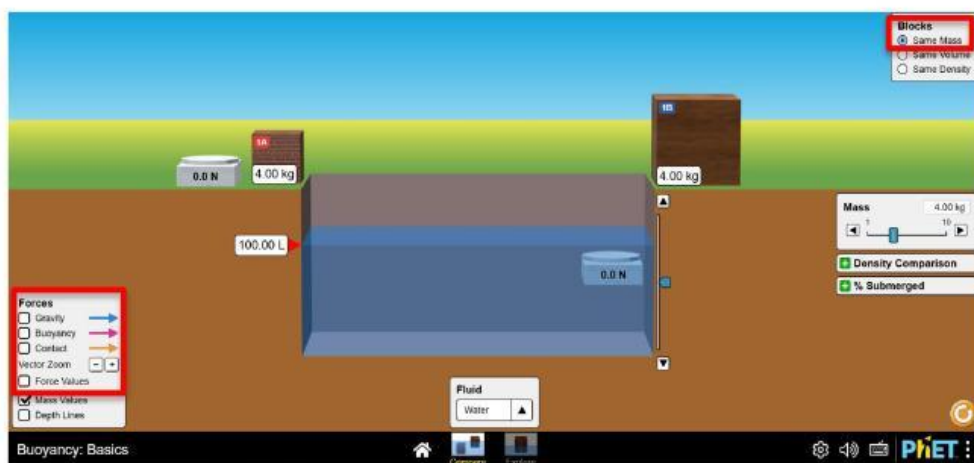 Blocks
Same Mass
Same Volume
Same Density
1A
1B
0.0 N
4.00 kg
4.00 kg
Mass
4.00 kg
1
10
100.00 L
0.0 N
Density Comparison
% Submerged
Forces
Gravity
Buoyancy
Contact
Vector Zoom
Force Values
Mass Values
Depth Lines
Fluid
Water
Buoyancy: Basics
Compare
Explore
PhET